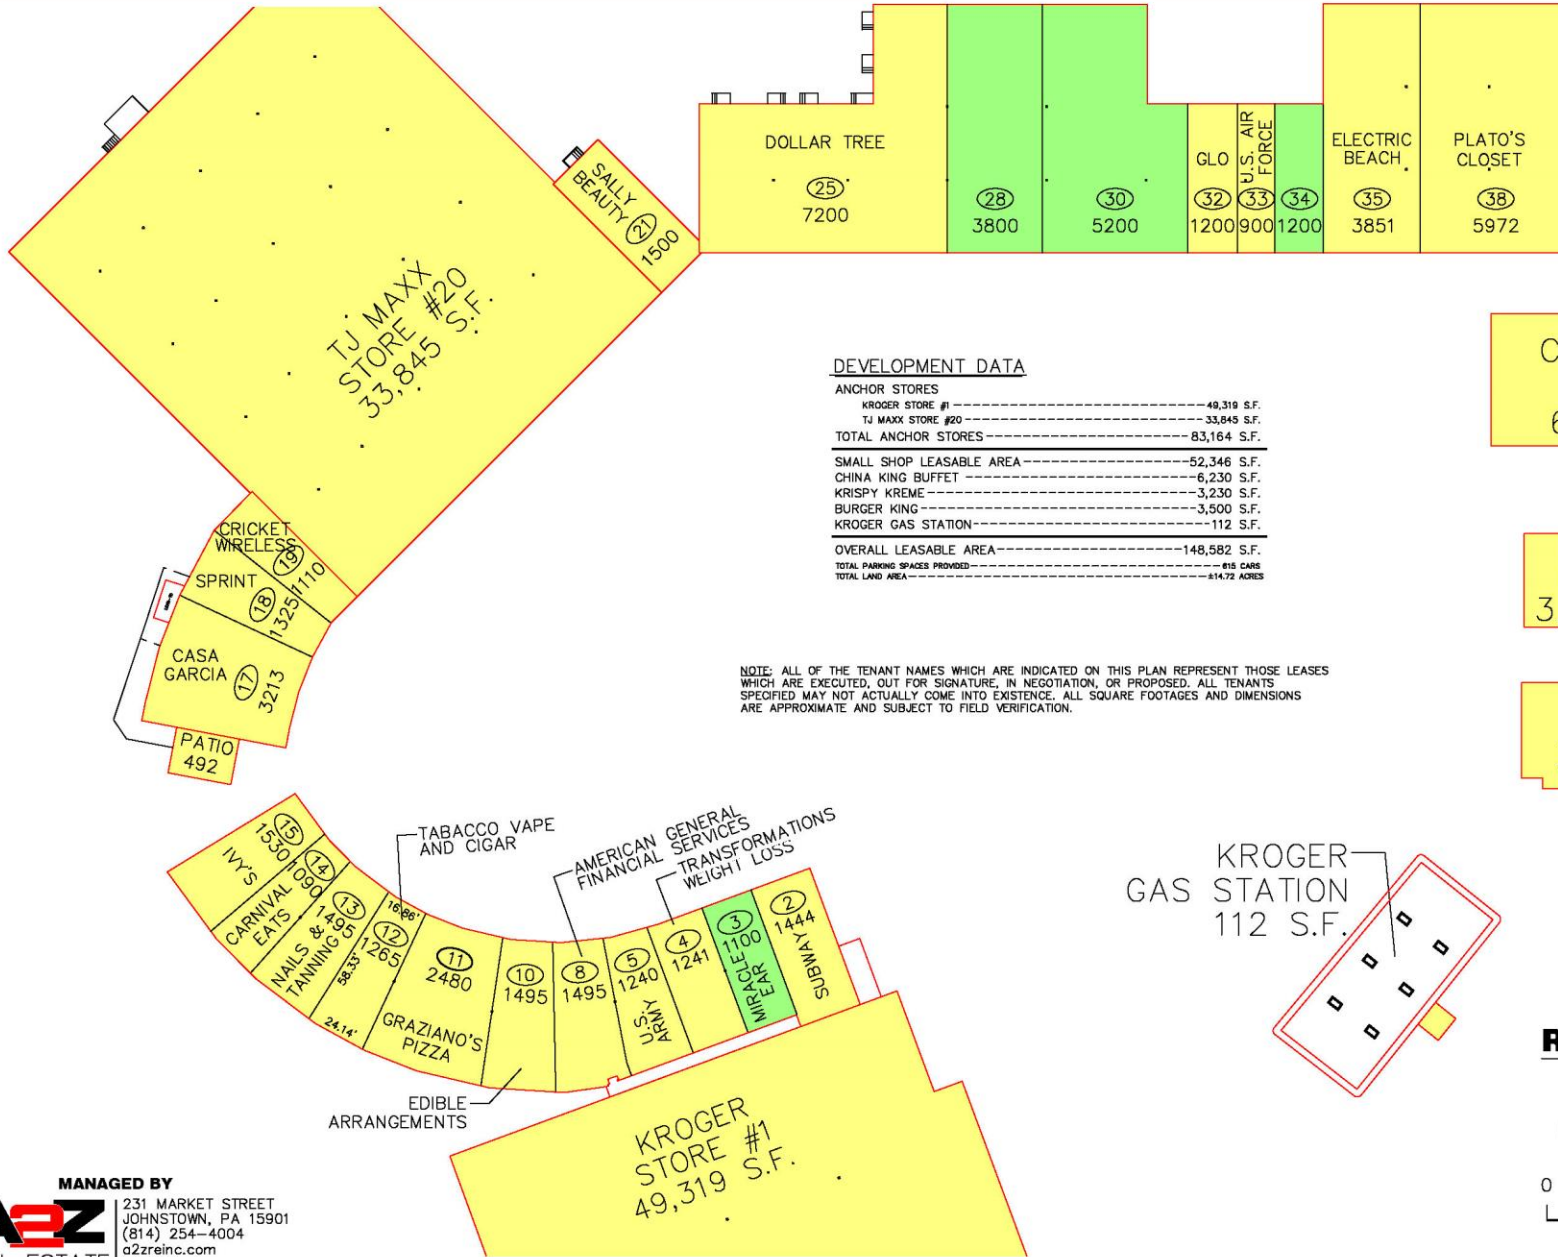 DOLLAR TREE
25
7200
28
3800
30
5200
GLO
32
1200
U.S. AIR
FORCE
33
900
34
1200
ELECTRIC
BEACH
35
3851
PLATO'S
CLOSET
38
5972
SALLY
BEAUTY
21
1500
TJ MAXX
STORE #20
33,845 S.F.
DEVELOPMENT DATA
ANCHOR STORES
KROGER STORE #1 49,319 S.F.
TJ MAXX STORE #20 33,845 S.F.
TOTAL ANCHOR STORES 83,164 S.F.
SMALL SHOP LEASABLE AREA 52,346 S.F.
CHINA KING BUFFET 6,230 S.F.
KRISPY KREME 3,230 S.F.
BURGER KING 3,500 S.F.
KROGER GAS STATION 112 S.F.
OVERALL LEASABLE AREA 148,582 S.F.
TOTAL PARKING SPACES PROVIDED 615 CARS
TOTAL LAND AREA ±14.72 ACRES
CRICKET
WIRELESS
19
1110
SPRINT
18
1325
CASA
GARCIA
17
3213
PATIO
492
3
NOTE: ALL OF THE TENANT NAMES WHICH ARE INDICATED ON THIS PLAN REPRESENT THOSE LEASES
WHICH ARE EXECUTED, OUT FOR SIGNATURE, IN NEGOTIATION, OR PROPOSED. ALL TENANTS
SPECIFIED MAY NOT ACTUALLY COME INTO EXISTENCE. ALL SQUARE FOOTAGES AND DIMENSIONS
ARE APPROXIMATE AND SUBJECT TO FIELD VERIFICATION.
15
1530
IVY'S
14
1090
CARNIVAL
EATS
13
1495
NAILS &
TANNING
TABACCO VAPE
AND CIGAR
16.86'
12
1265
58.33'
24.14'
11
2480
GRAZIANO'S
PIZZA
10
1495
EDIBLE
ARRANGEMENTS
AMERICAN GENERAL
FINANCIAL SERVICES
8
1495
5
1240
U.S.
ARMY
TRANSFORMATIONS
WEIGHT LOSS
4
1241
3
1100
MIRACLE
EAR
2
1444
SUBWAY
KROGER
GAS STATION
112 S.F.
KROGER
STORE #1
49,319 S.F.
MANAGED BY
A2Z
231 MARKET STREET
JOHNSTOWN, PA 15901
(814) 254-4004
a2zreinc.com
0